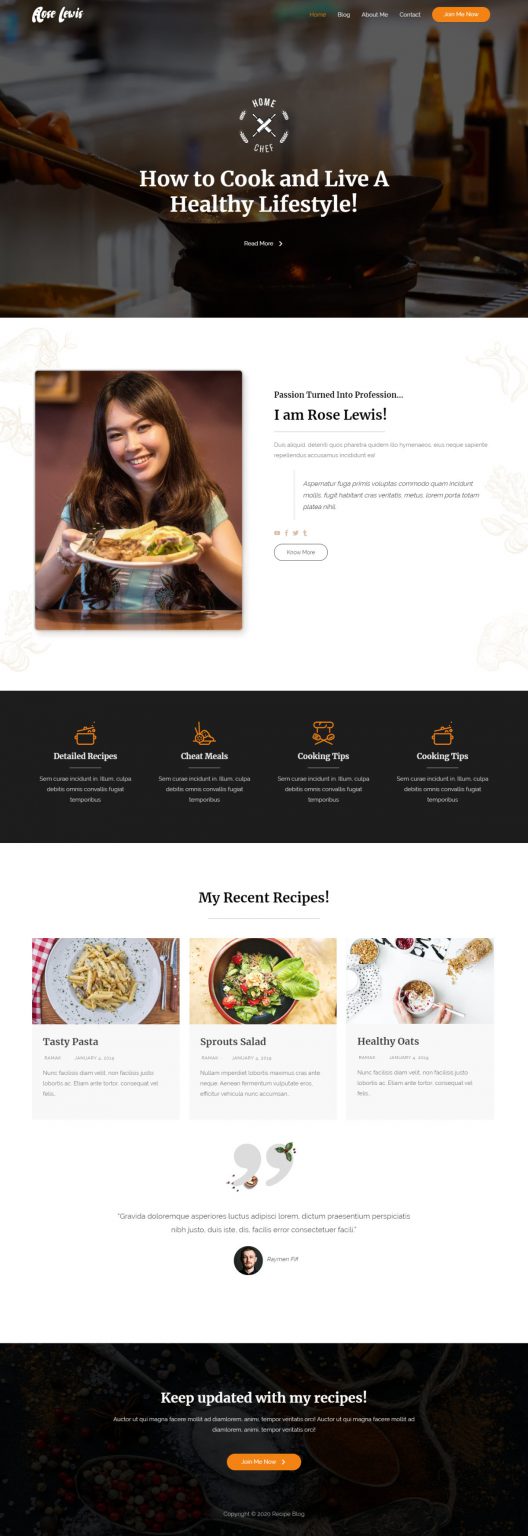 Rose Lewis
Home Blog About Me Contact Join Me Now
HOME
CHEF
How to Cook and Live A
Healthy Lifestyle!
Read More
Passion Turned Into Profession...
I am Rose Lewis!
Duis aliquid, deleniti quos pharetra quidem illo hymenaeos, eius neque sapiente
repellendus accusamus incididunt ea!
Aspernatur fuga primis voluptas commodo quam incidunt
mollis, fugit habitant cras veritatis, metus, lorem porta totam
platea nihil.
Know More
Detailed Recipes
Sem curae incidunt in. Illum, culpa
debitis omnis convallis fugiat
temporibus
Cheat Meals
Sem curae incidunt in. Illum, culpa
debitis omnis convallis fugiat
temporibus
Cooking Tips
Sem curae incidunt in. Illum, culpa
debitis omnis convallis fugiat
temporibus
Cooking Tips
Sem curae incidunt in. Illum, culpa
debitis omnis convallis fugiat
temporibus
My Recent Recipes!
Tasty Pasta
RAMAK JANUARY 4, 2019
Nunc facilisis diam velit, non facilisis justo
lobortis ac. Etiam ante tortor, consequat vel
felis..
Sprouts Salad
RAMAK JANUARY 4, 2019
Nullam imperdiet lobortis maximus cras ante
neque. Aenean fermentum vulputate eros,
efficitur vehicula nunc accumsan..
Healthy Oats
RAMAK JANUARY 4, 2019
Nunc facilisis diam velit, non facilisis justo
lobortis ac. Etiam ante tortor, consequat vel
felis..
“Gravida doloremque asperiores luctus adipisci lorem, dictum praesentium perspiciatis
nibh justo, duis iste, dis, facilis error consectetuer facili.”
Raymen
Keep updated with my recipes!
Auctor ut qui magna facere mollit ad diamlorem, animi, tempor veritatis orci! Auctor ut qui magna facere mollit ad
diamlorem, animi, tempor veritatis orci!
Join Me Now
Copyright © 2020 Recipe Blog